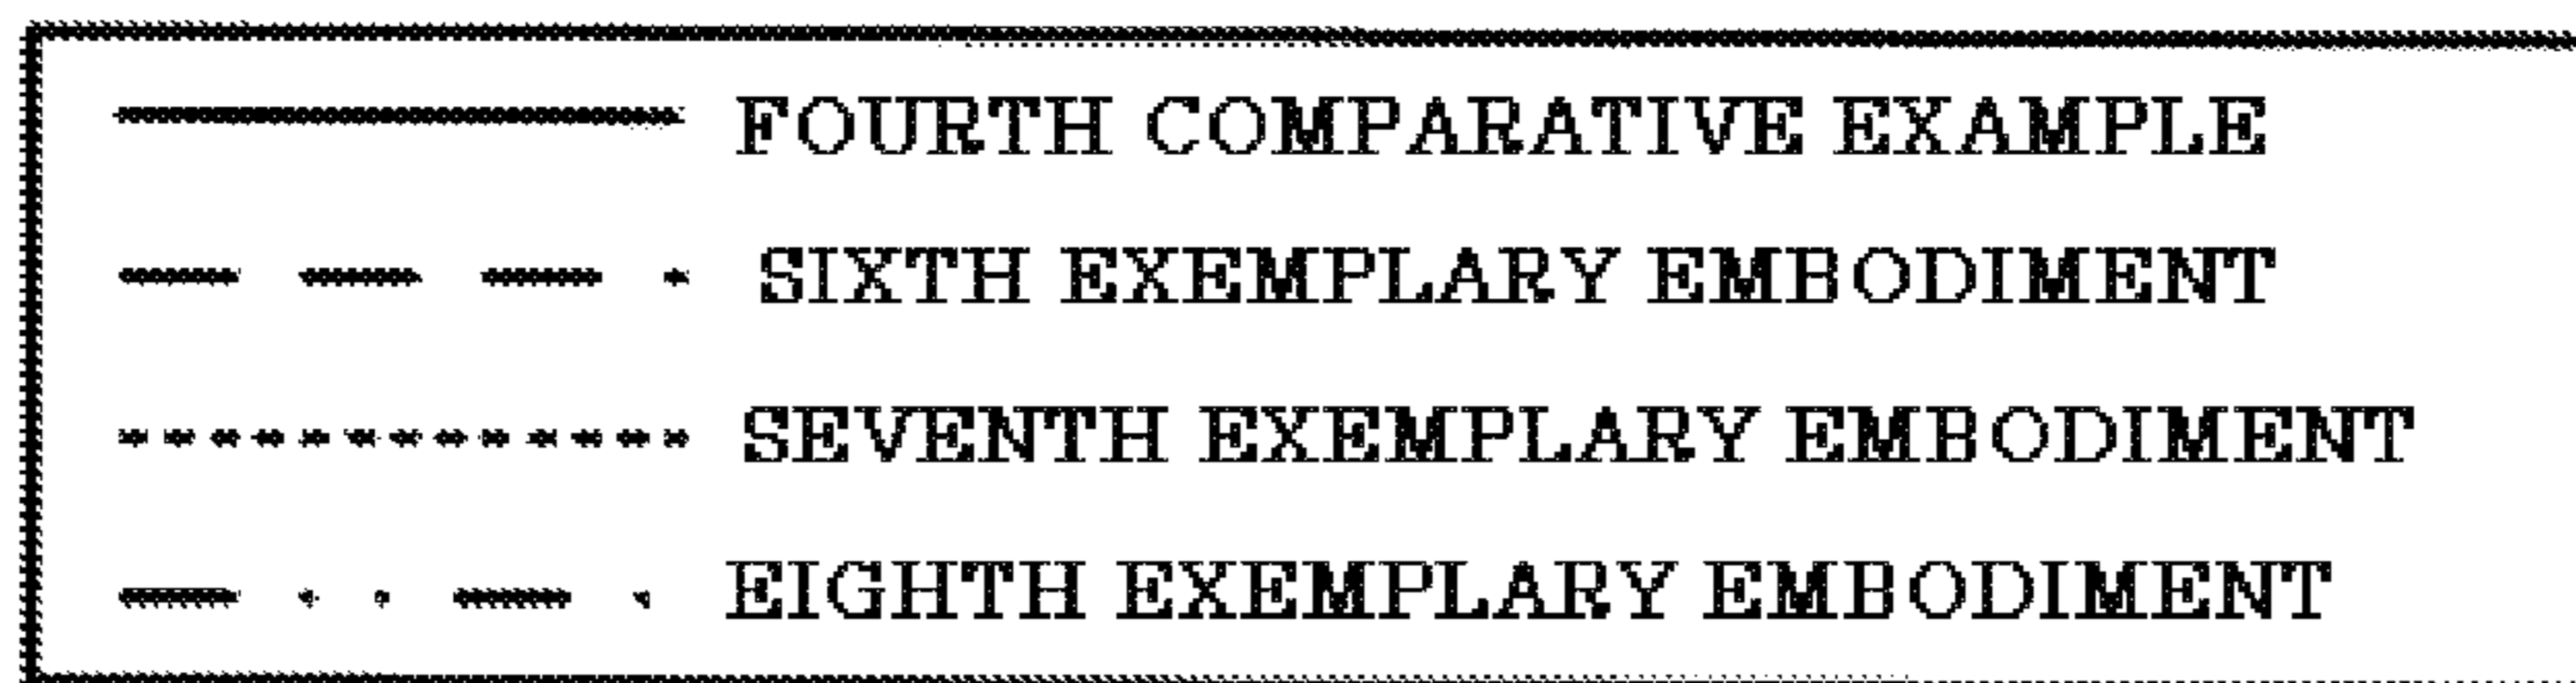 FOURTH COMPARATIVE EXAMPLE
SIXTH EXEMPLARY EMBODIMENT
SEVENTH EXEMPLARY EMBODIMENT
EIGHTH EXEMPLARY EMBODIMENT